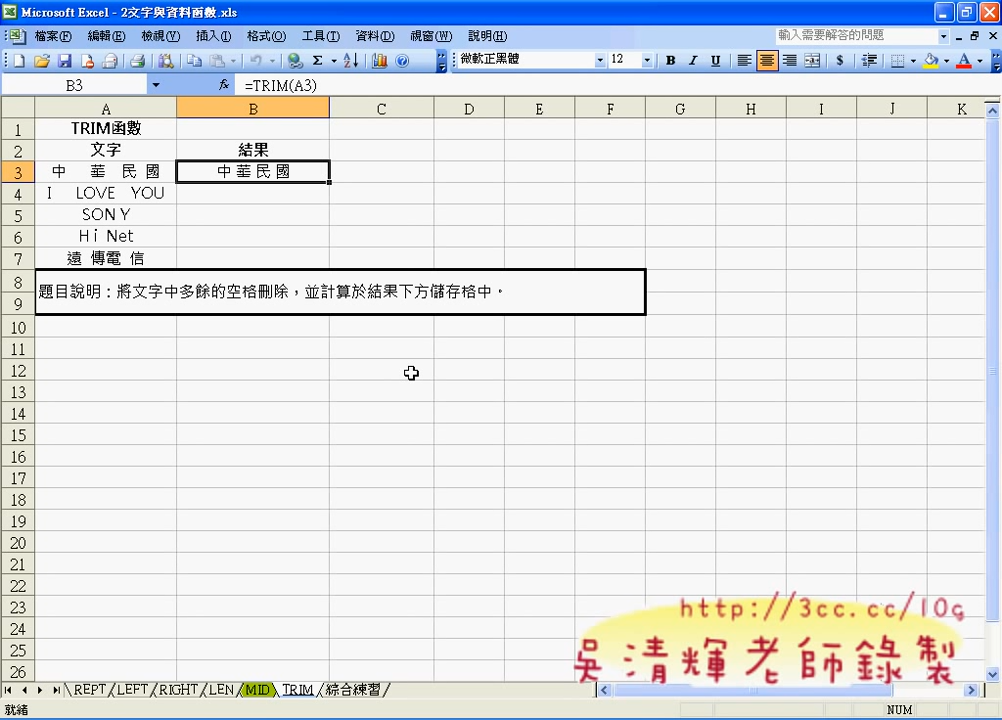 Microsoft Excel - 2文字與資料函數.xls
檔案(F) 編輯(E) 檢視(V) 插入(I) 格式(O) 工具(T) 資料(D) 視窗(W) 說明(H) 輸入需要解答的問題
微軟正黑體 12 B I U $
B3 fx =TRIM(A3)
A B C D E F G H I J K
1 TRIM函數
2 文字 結果
3 中 華 民 國 中 華 民 國
4 I LOVE YOU
5 SON Y
6 H i Net
7 遠 傳電 信
8
題目說明：將文字中多餘的空格刪除，並計算於結果下方儲存格中。
9
10
11
12
13
14
15
16
17
18
19
20
21
22
23
http://3cc.cc/10g
24
25
吳清輝老師錄製
26
REPT LEFT RIGHT LEN MID TRIM 綜合練習
就緒 NUM